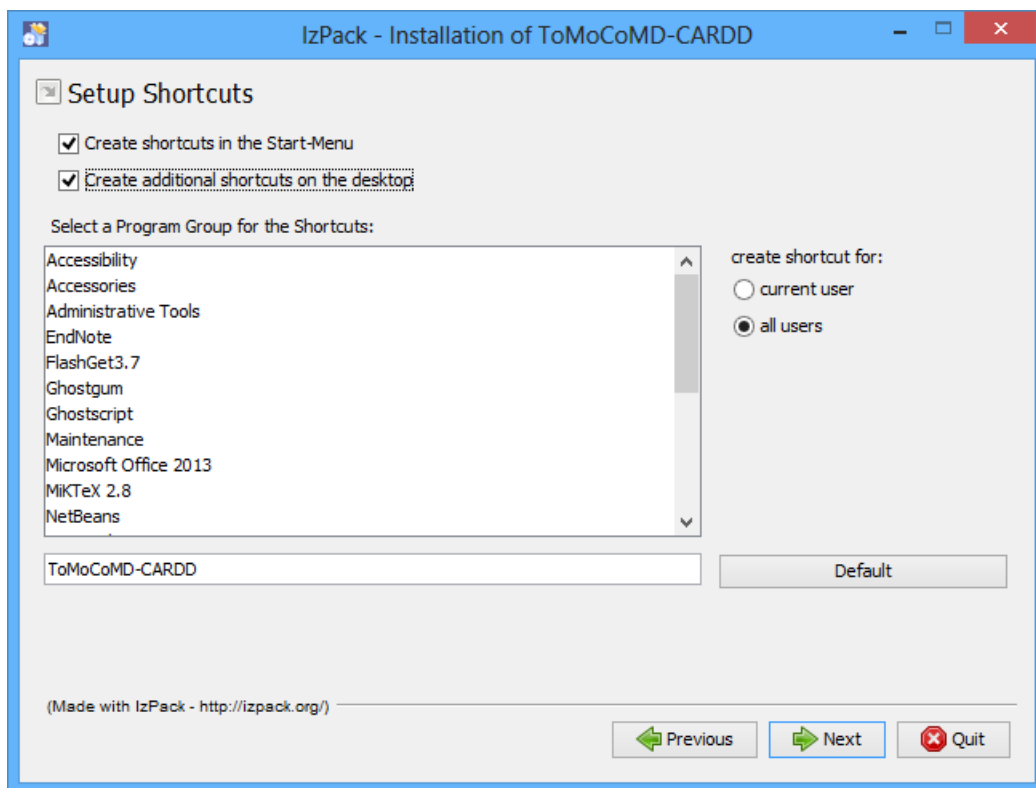 IzPack - Installation of ToMoCoMD-CARDD
Setup Shortcuts
Create shortcuts in the Start-Menu
Create additional shortcuts on the desktop
Select a Program Group for the Shortcuts:
Accessibility
Accessories
Administrative Tools
EndNote
FlashGet3.7
Ghostgum
Ghostscript
Maintenance
Microsoft Office 2013
MiKTeX 2.8
NetBeans
create shortcut for:
current user
all users
ToMoCoMD-CARDD
Default
(Made with IzPack - http://izpack.org/)
Previous
Next
Quit